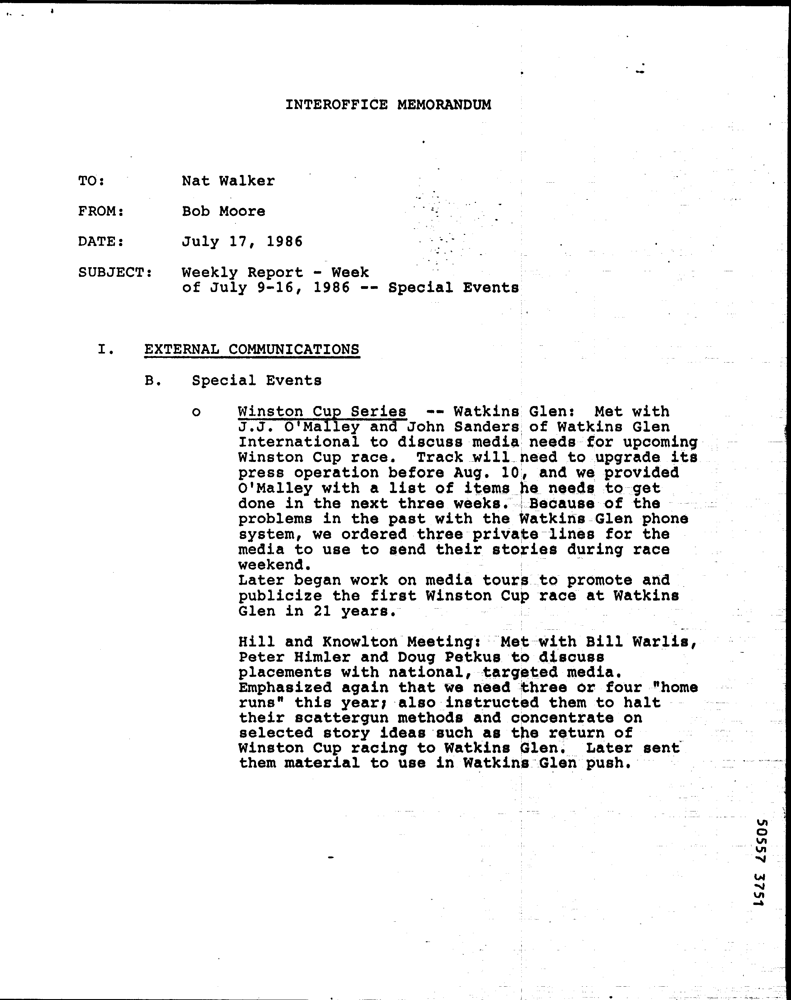 INTEROFFICE MEMORANDUM
TO: Nat Walker
FROM: Bob Moore
DATE: July 17, 1986
SUBJECT: Weekly Report - Week
of July 9-16, 1986 -- Special Events
I. EXTERNAL COMMUNICATIONS
B. Special Events
o Winston Cup Series -- Watkins Glen: Met with
J.J. O'Malley and John Sanders of Watkins Glen
International to discuss media needs for upcoming
Winston Cup race. Track will need to upgrade its
press operation before Aug. 10, and we provided
O'Malley with a list of items he needs to get
done in the next three weeks. Because of the
problems in the past with the Watkins Glen phone
system, we ordered three private lines for the
media to use to send their stories during race
weekend.
Later began work on media tours to promote and
publicize the first Winston Cup race at Watkins
Glen in 21 years.
Hill and Knowlton Meeting: Met with Bill Warlis,
Peter Himler and Doug Petkus to discuss
placements with national, targeted media.
Emphasized again that we need three or four "home
runs" this year; also instructed them to halt
their scattergun methods and concentrate on
selected story ideas such as the return of
Winston Cup racing to Watkins Glen. Later sent
them material to use in Watkins Glen push.
50557 3751